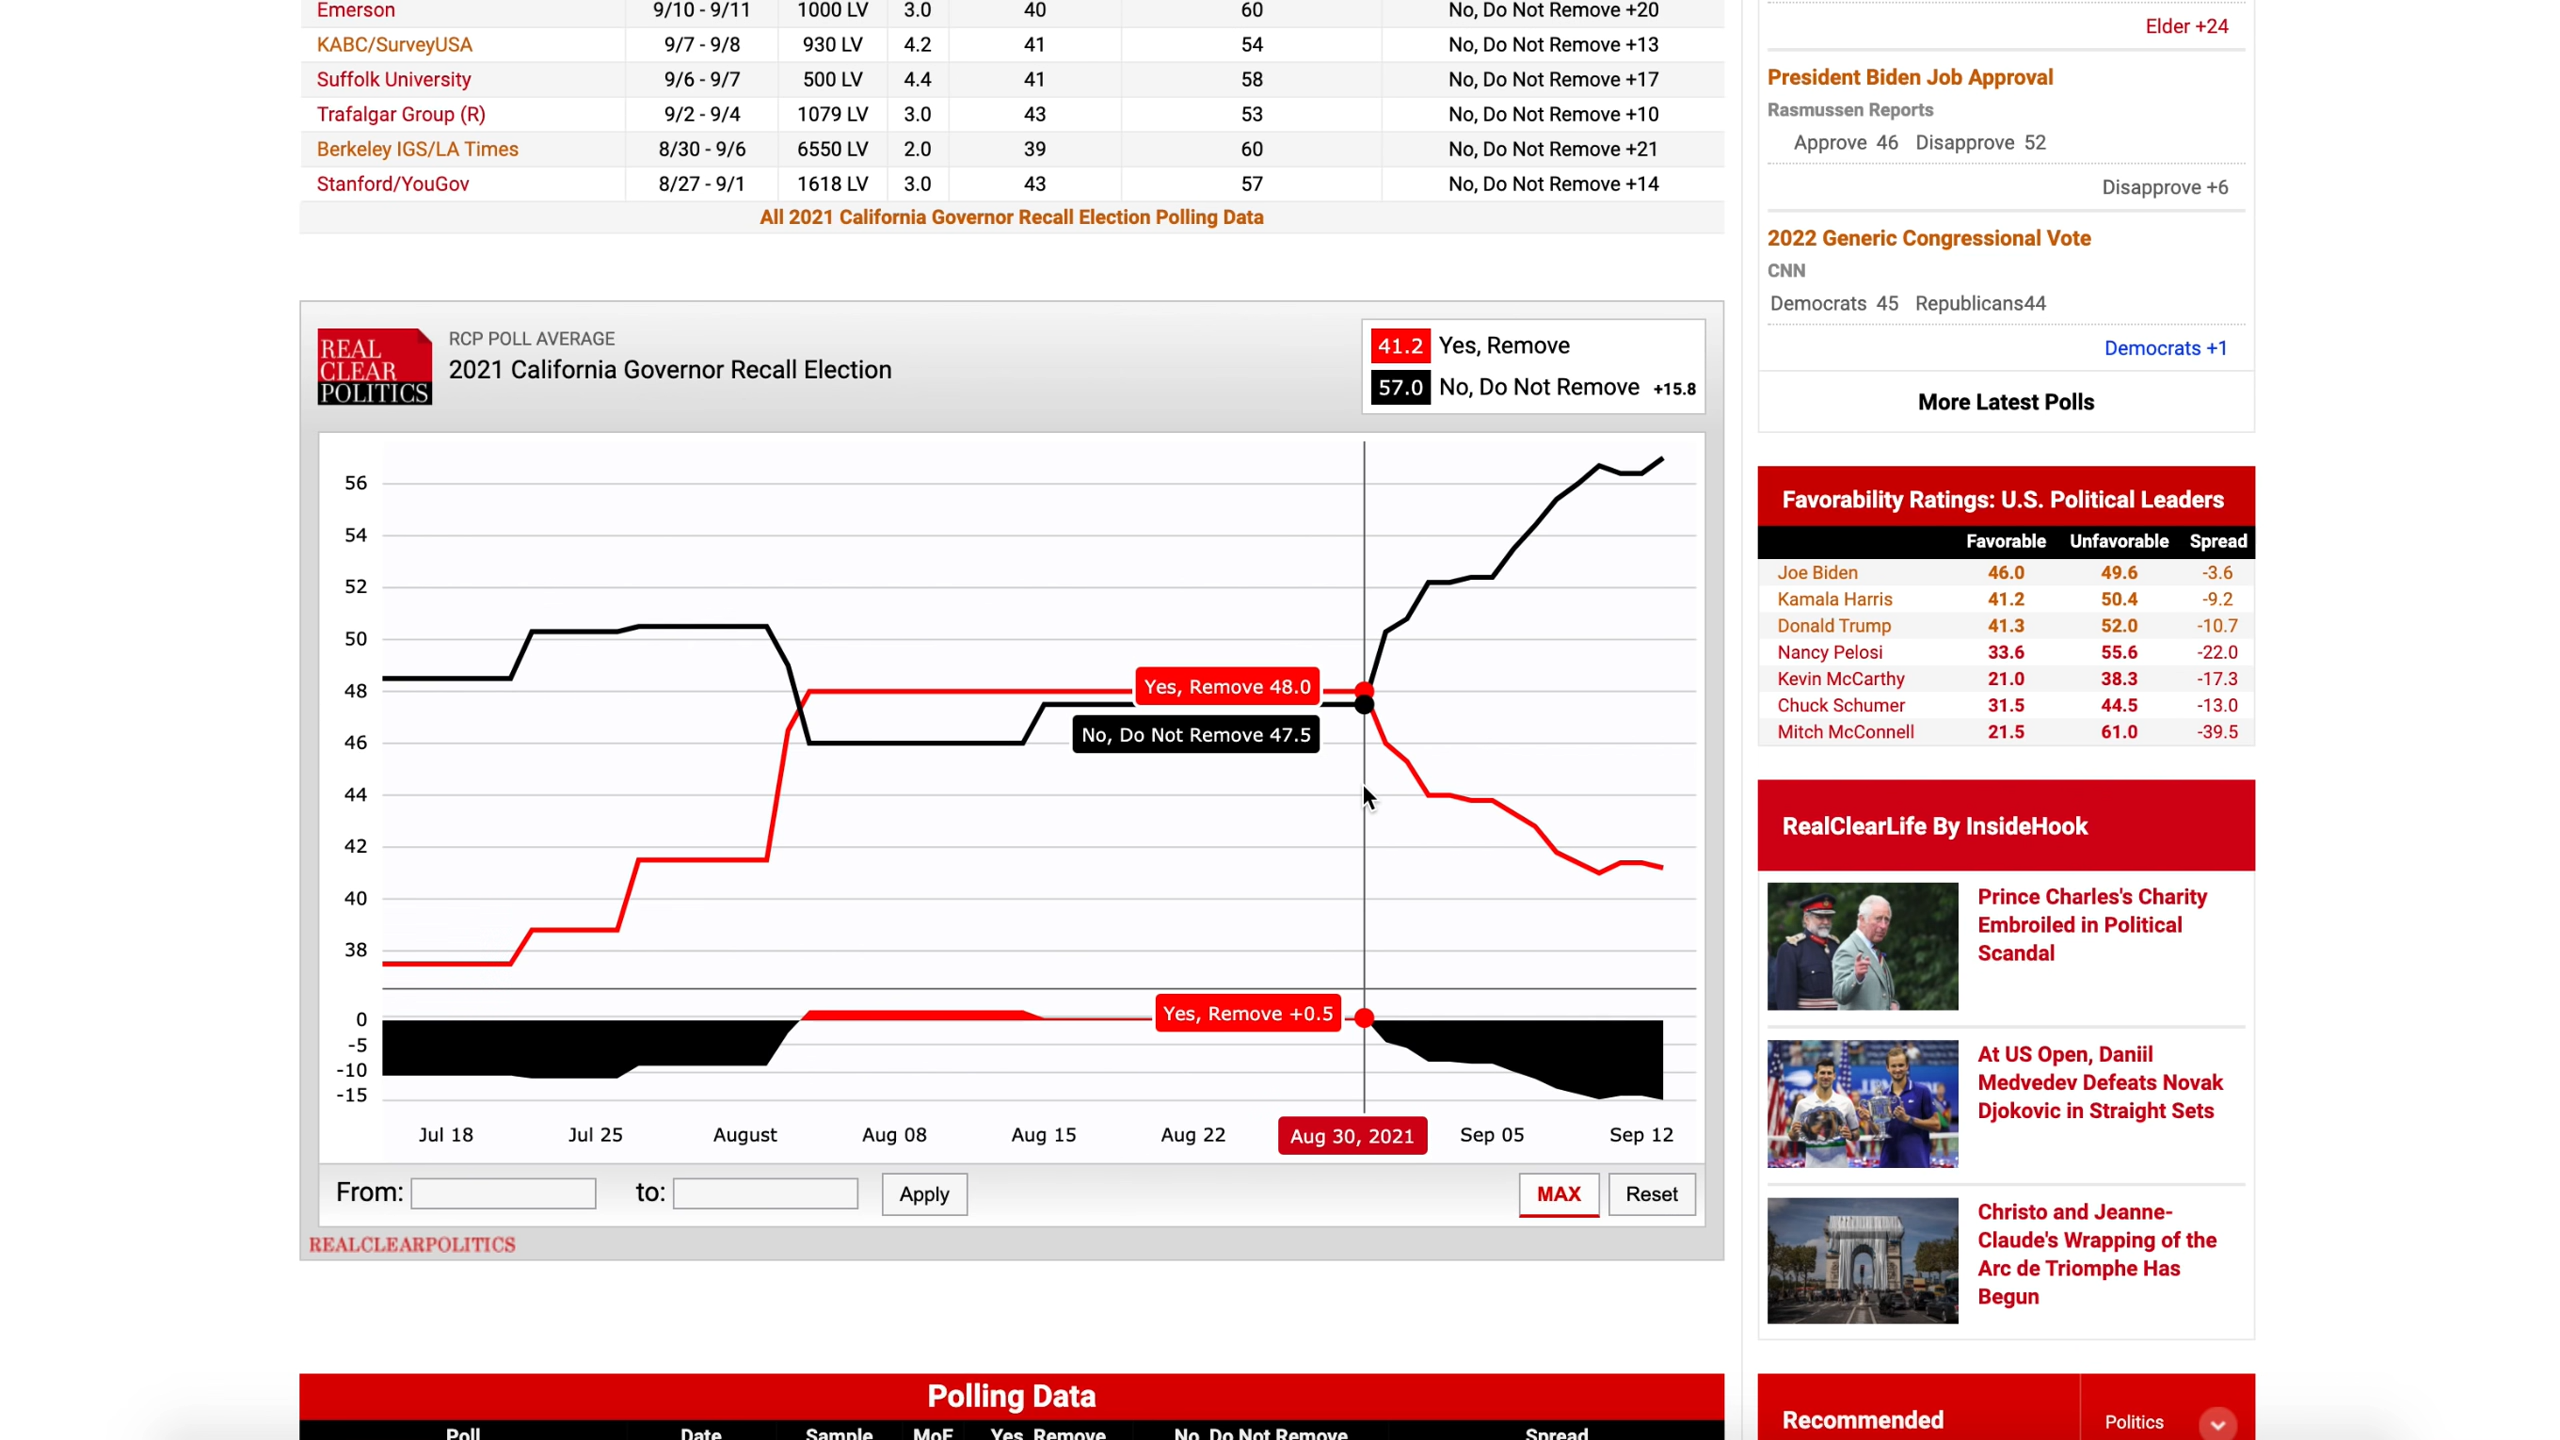 Emerson 9/10 - 9/11 1000 LV 3.0 40 60 No, Do Not Remove +20
KABC/SurveyUSA 9/7 - 9/8 930 LV 4.2 41 54 No, Do Not Remove +13
Suffolk University 9/6 - 9/7 500 LV 4.4 41 58 No, Do Not Remove +17
Trafalgar Group (R) 9/2 - 9/4 1079 LV 3.0 43 53 No, Do Not Remove +10
Berkeley IGS/LA Times 8/30 - 9/6 6550 LV 2.0 39 60 No, Do Not Remove +21
Stanford/YouGov 8/27 - 9/1 1618 LV 3.0 43 57 No, Do Not Remove +14
All 2021 California Governor Recall Election Polling Data
REAL
CLEAR
POLITICS
RCP POLL AVERAGE
2021 California Governor Recall Election
41.2 Yes, Remove
57.0 No, Do Not Remove +15.8
56
54
52
50
48
46
44
42
40
38
Yes, Remove 48.0
No, Do Not Remove 47.5
Yes, Remove +0.5
0
-5
-10
-15
Jul 18 Jul 25 August Aug 08 Aug 15 Aug 22 Aug 30, 2021 Sep 05 Sep 12
From: to: Apply MAX Reset
REALCLEARPOLITICS
Polling Data
Poll Date Sample MoE Yes, Remove No, Do Not Remove Spread
Elder +24
President Biden Job Approval
Rasmussen Reports
Approve 46 Disapprove 52
Disapprove +6
2022 Generic Congressional Vote
CNN
Democrats 45 Republicans44
Democrats +1
More Latest Polls
Favorability Ratings: U.S. Political Leaders
Favorable Unfavorable Spread
Joe Biden 46.0 49.6 -3.6
Kamala Harris 41.2 50.4 -9.2
Donald Trump 41.3 52.0 -10.7
Nancy Pelosi 33.6 55.6 -22.0
Kevin McCarthy 21.0 38.3 -17.3
Chuck Schumer 31.5 44.5 -13.0
Mitch McConnell 21.5 61.0 -39.5
RealClearLife By InsideHook
Prince Charles's Charity
Embroiled in Political
Scandal
At US Open, Daniil
Medvedev Defeats Novak
Djokovic in Straight Sets
Christo and Jeanne-
Claude's Wrapping of the
Arc de Triomphe Has
Begun
Recommended Politics